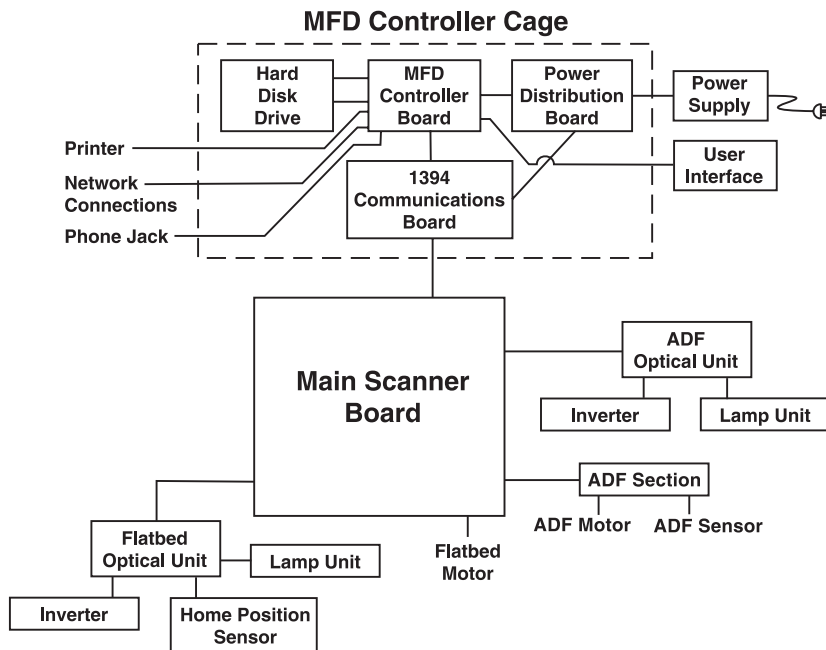 MFD Controller Cage
Hard
Disk
Drive
MFD
Controller
Board
Power
Distribution
Board
Power
Supply
Printer
Network
Connections
Phone Jack
1394
Communications
Board
User
Interface
Main Scanner
Board
ADF
Optical Unit
Inverter
Lamp Unit
ADF Section
ADF Motor
ADF Sensor
Flatbed
Motor
Flatbed
Optical Unit
Lamp Unit
Inverter
Home Position
Sensor